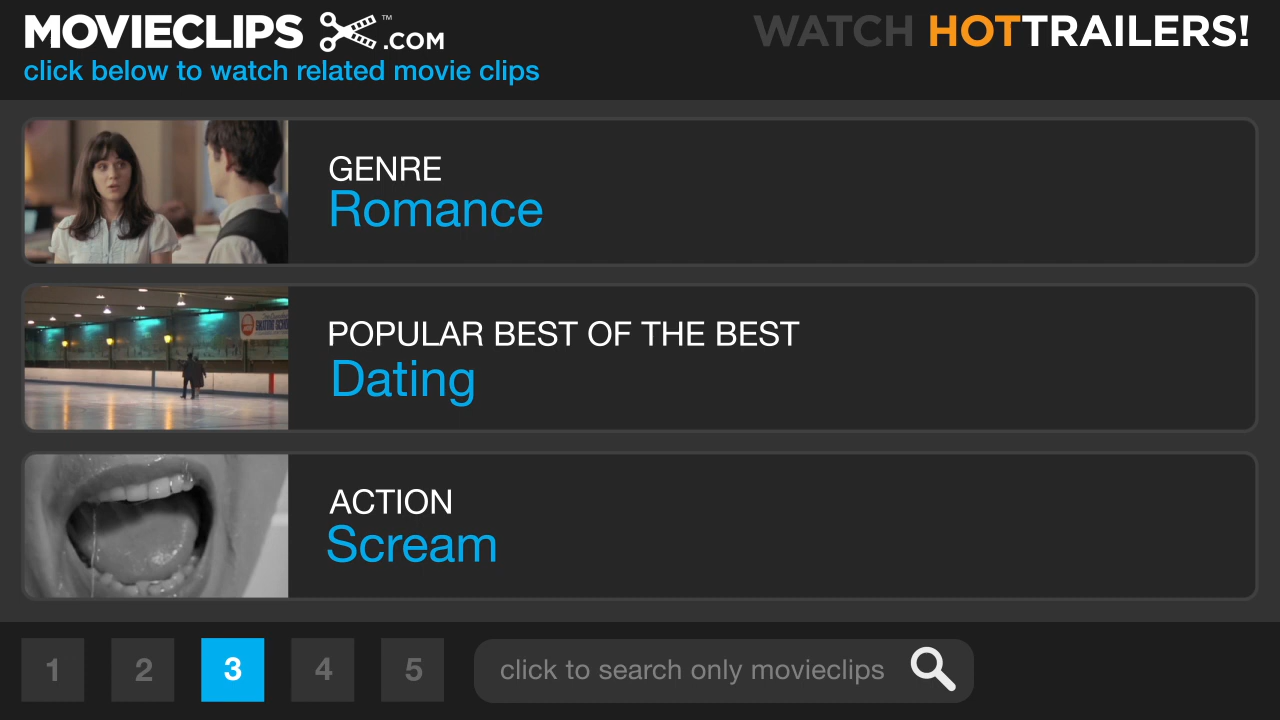 MOVIECLIPS ™ .COM
WATCH HOTTRAILERS!
click below to watch related movie clips
GENRE
Romance
POPULAR BEST OF THE BEST
Dating
ACTION
Scream
1 2 3 4 5
click to search only movieclips